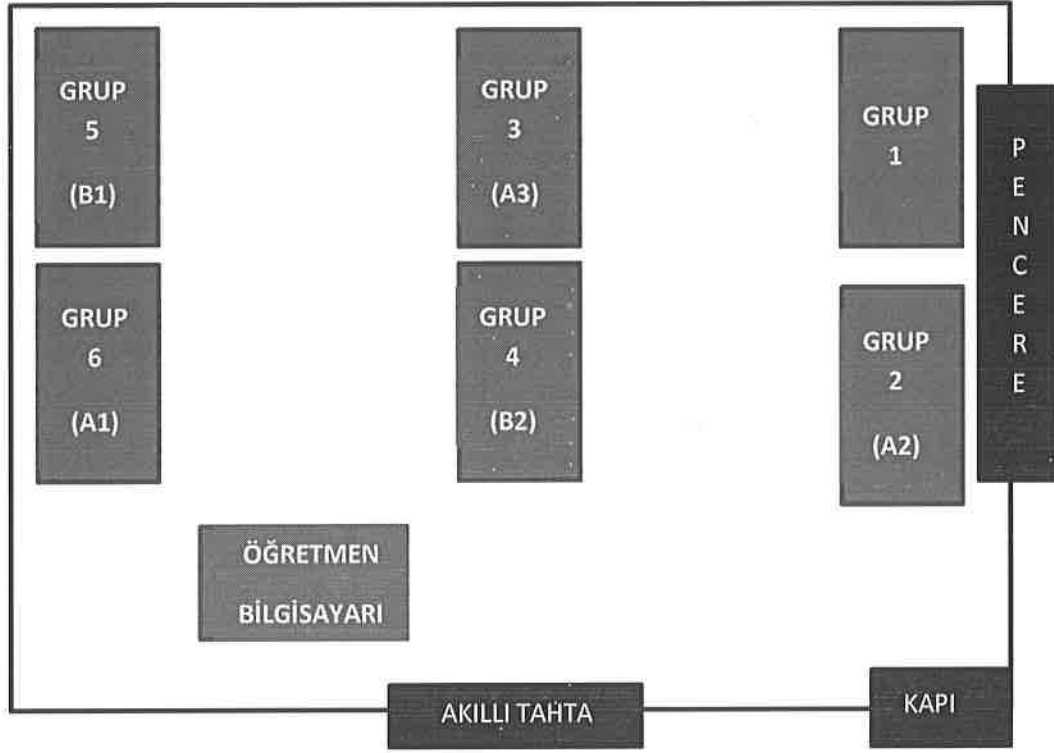 GRUP
5
(B1)
GRUP
3
(A3)
GRUP
1
PENCERE
GRUP
6
(A1)
GRUP
4
(B2)
GRUP
2
(A2)
ÖĞRETMEN
BİLGİSAYARI
AKILLI TAHTA
KAPI